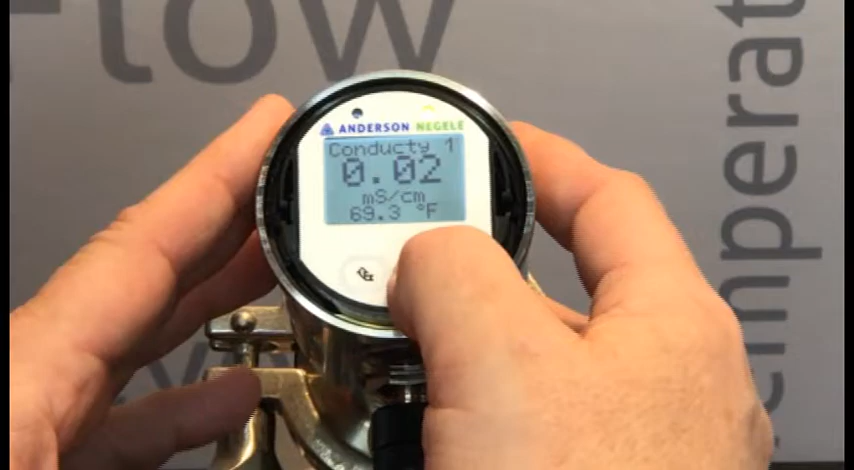 Flow
Temperat
ANDERSON NEGELE
Conducty 1
0.02
mS/cm
69.3 °F